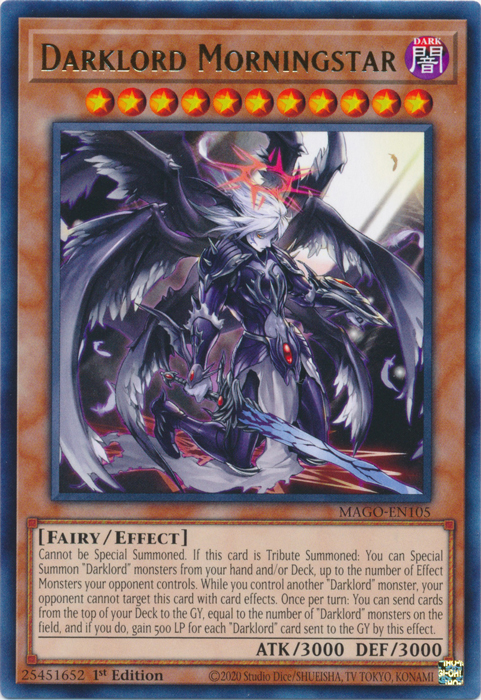 DARKLORD MORNINGSTAR
DARK
闇
MAGO-EN105
[FAIRY/EFFECT]
Cannot be Special Summoned. If this card is Tribute Summoned: You can Special
Summon "Darklord" monsters from your hand and/or Deck, up to the number of Effect
Monsters your opponent controls. While you control another "Darklord" monster, your
opponent cannot target this card with card effects. Once per turn: You can send cards
from the top of your Deck to the GY, equal to the number of "Darklord" monsters on the
field, and if you do, gain 500 LP for each "Darklord" card sent to the GY by this effect.
ATK/3000 DEF/3000
25451652 1st Edition ©2020 Studio Dice/SHUEISHA, TV TOKYO, KONAMI